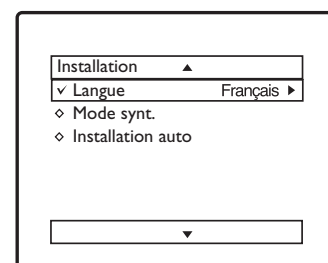 Installation ▲
✓ Langue Français ▶
◇ Mode synt.
◇ Installation auto
▼